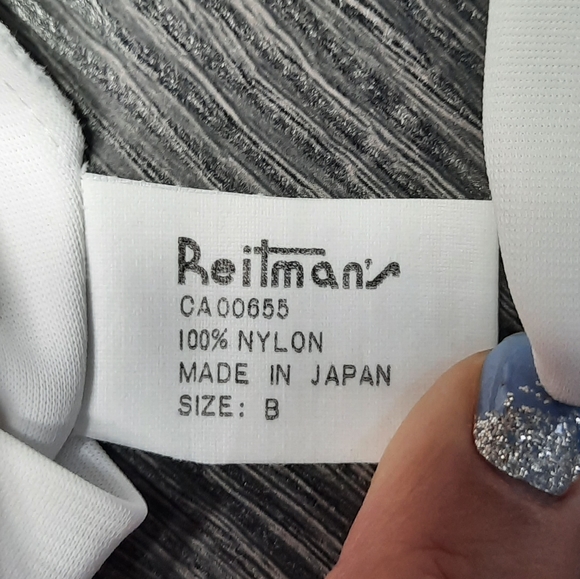 Reitman's
CA00655
100% NYLON
MADE IN JAPAN
SIZE: B